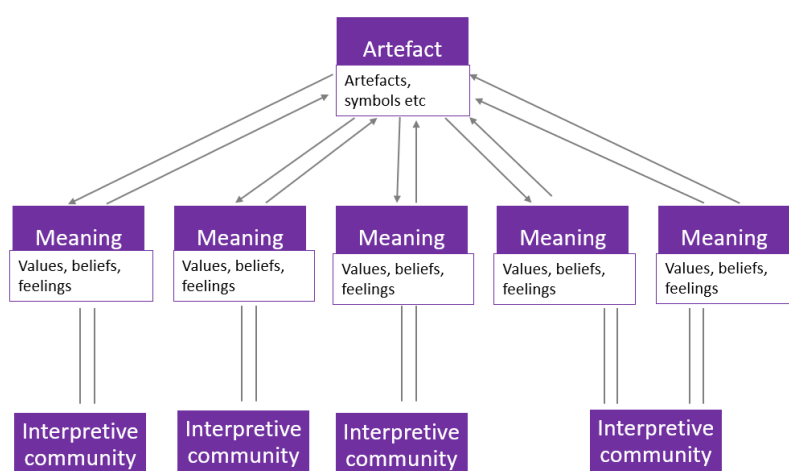 Artefact
Artefacts,
symbols etc
Meaning
Values, beliefs,
feelings
Meaning
Values, beliefs,
feelings
Meaning
Values, beliefs,
feelings
Meaning
Values, beliefs,
feelings
Meaning
Values, beliefs,
feelings
Interpretive
community
Interpretive
community
Interpretive
community
Interpretive
community